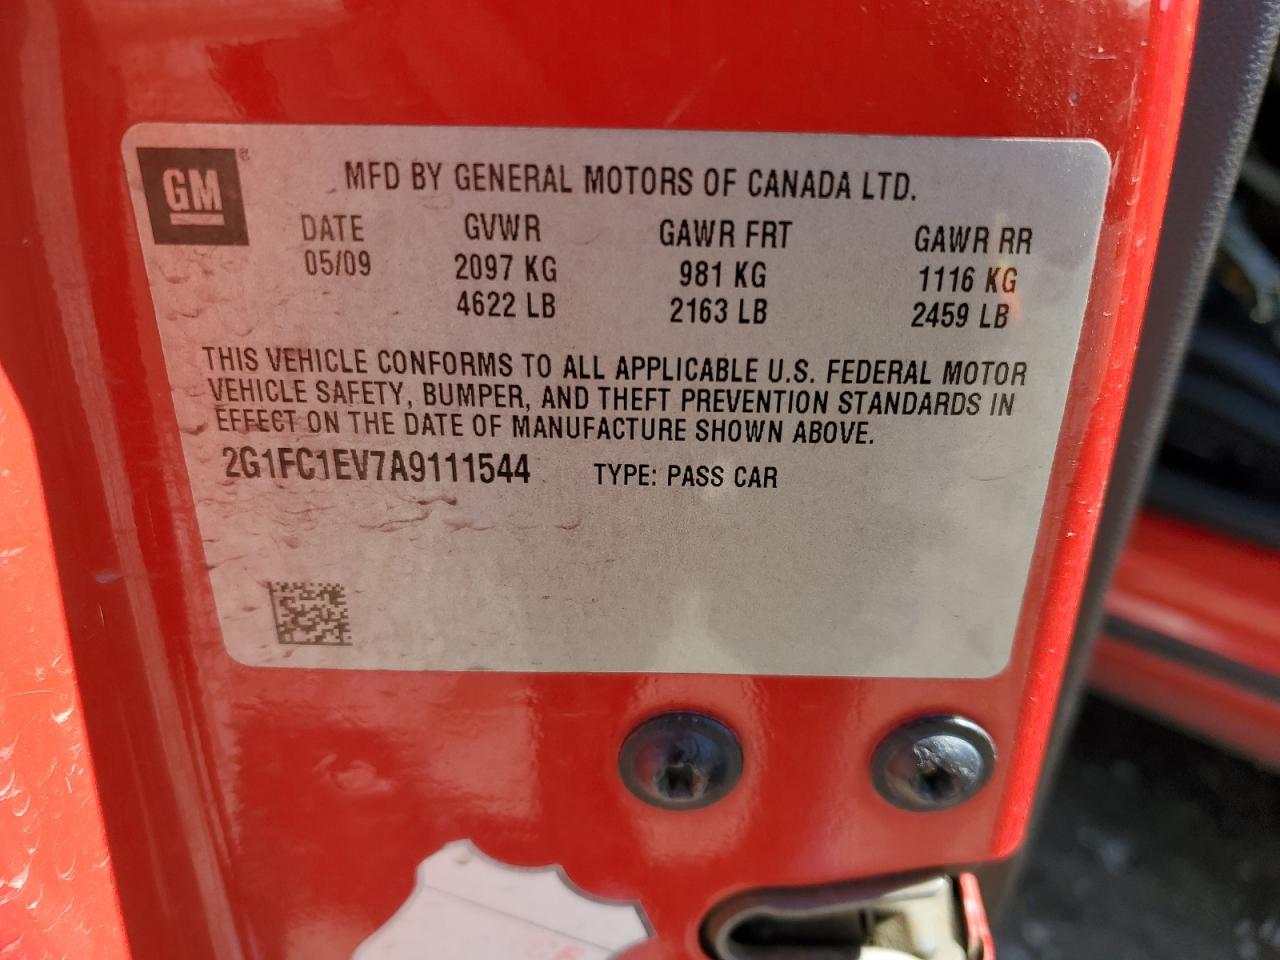 GM
MFD BY GENERAL MOTORS OF CANADA LTD.
DATE GVWR GAWR FRT GAWR RR
05/09 2097 KG 981 KG 1116 KG
4622 LB 2163 LB 2459 LB
THIS VEHICLE CONFORMS TO ALL APPLICABLE U.S. FEDERAL MOTOR
VEHICLE SAFETY, BUMPER, AND THEFT PREVENTION STANDARDS IN
EFFECT ON THE DATE OF MANUFACTURE SHOWN ABOVE.
2G1FC1EV7A9111544 TYPE: PASS CAR